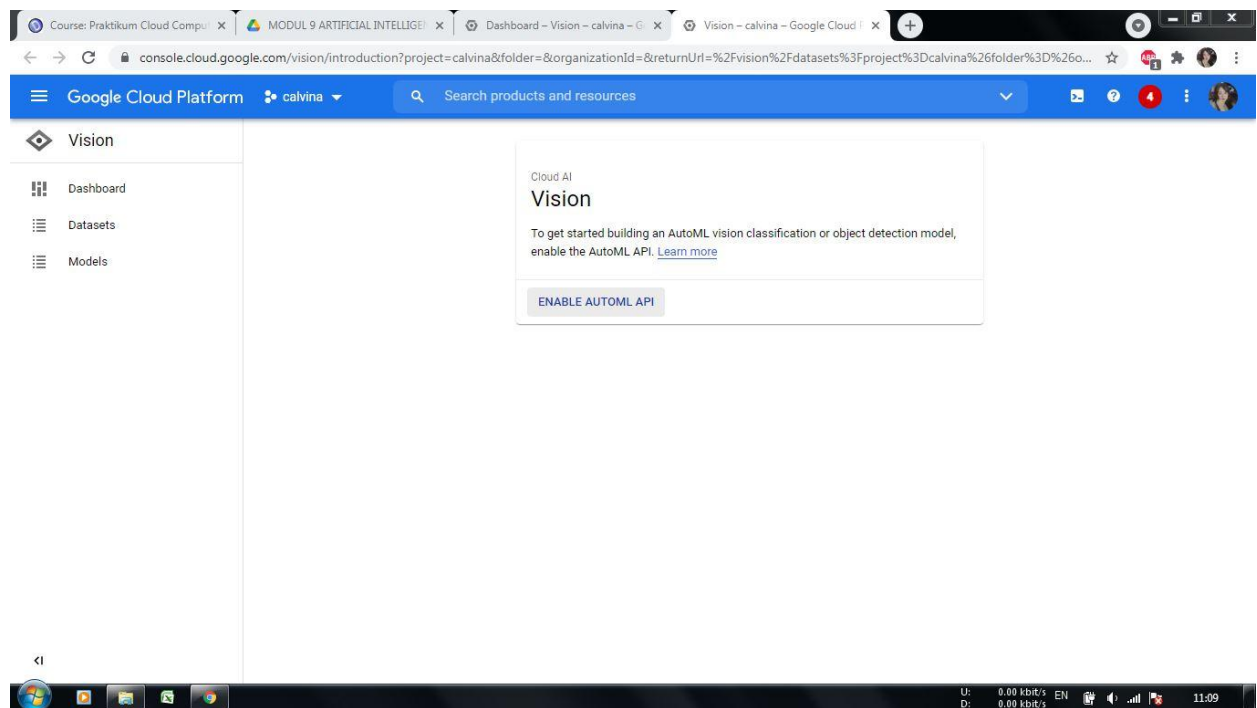 Course: Praktikum Cloud Compu
MODUL 9 ARTIFICIAL INTELLIGE
Dashboard – Vision – calvina – G
Vision – calvina – Google Cloud P
console.cloud.google.com/vision/introduction?project=calvina&folder=&organizationId=&returnUrl=%2Fvision%2Fdatasets%3Fproject%3Dcalvina%26folder%3D%26o...
ABP
1
Google Cloud Platform
calvina
Search products and resources
4
Vision
Dashboard
Datasets
Models
Cloud AI
Vision
To get started building an AutoML vision classification or object detection model,
enable the AutoML API. Learn more
ENABLE AUTOML API
U: 0.00 kbit/s
D: 0.00 kbit/s
EN
11:09